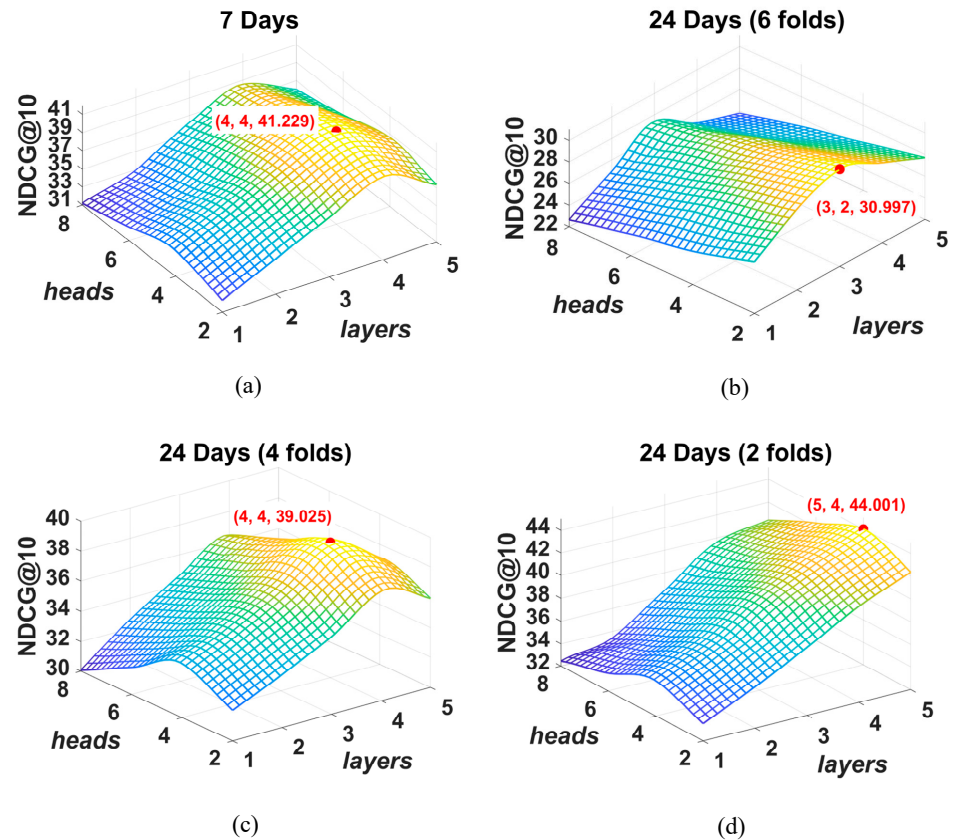 7 Days
NDCG@10
41
39
37
35
33
31
(4, 4, 41.229)
8
6
4
2
heads
1
2
3
4
5
layers
(a)
24 Days (6 folds)
NDCG@10
30
28
26
24
22
(3, 2, 30.997)
8
6
4
2
heads
1
2
3
4
5
layers
(b)
24 Days (4 folds)
NDCG@10
40
38
36
34
32
30
(4, 4, 39.025)
8
6
4
2
heads
1
2
3
4
5
layers
(c)
24 Days (2 folds)
NDCG@10
44
42
40
38
36
34
32
(5, 4, 44.001)
8
6
4
2
heads
1
2
3
4
5
layers
(d)